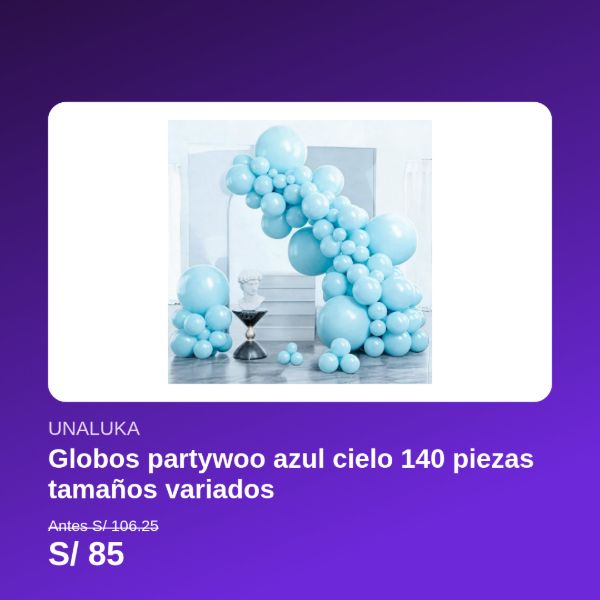 UNALUKA
Globos partywoo azul cielo 140 piezas
tamaños variados
Antes S/ 106.25
S/ 85